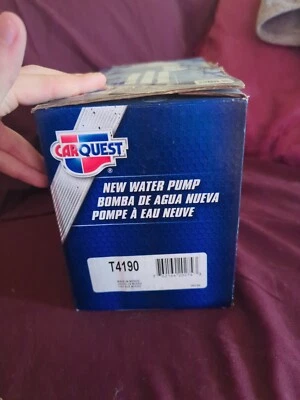 CARQUEST
®
NEW WATER PUMP
BOMBA DE AGUA NUEVA
POMPE À EAU NEUVE
T4190